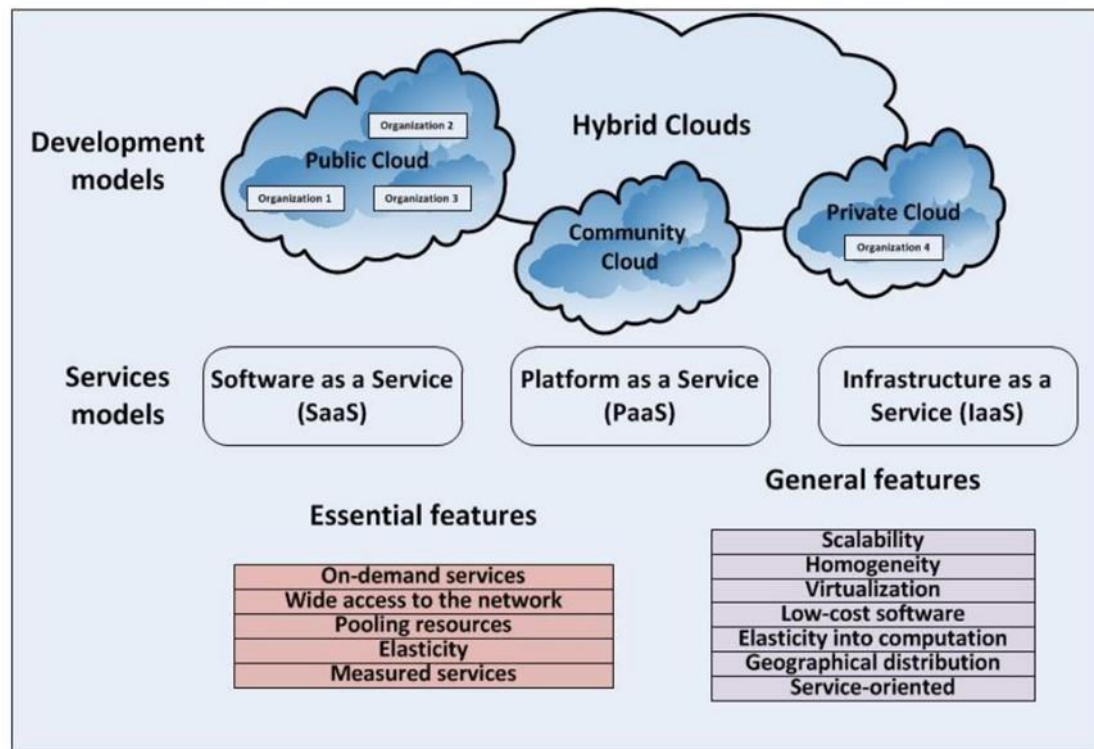 Development
models
Hybrid Clouds
Organization 2
Public Cloud
Organization 1
Organization 3
Community
Cloud
Private Cloud
Organization 4
Services
models
Software as a Service
(SaaS)
Platform as a Service
(PaaS)
Infrastructure as a
Service (IaaS)
Essential features
On-demand services
Wide access to the network
Pooling resources
Elasticity
Measured services
General features
Scalability
Homogeneity
Virtualization
Low-cost software
Elasticity into computation
Geographical distribution
Service-oriented